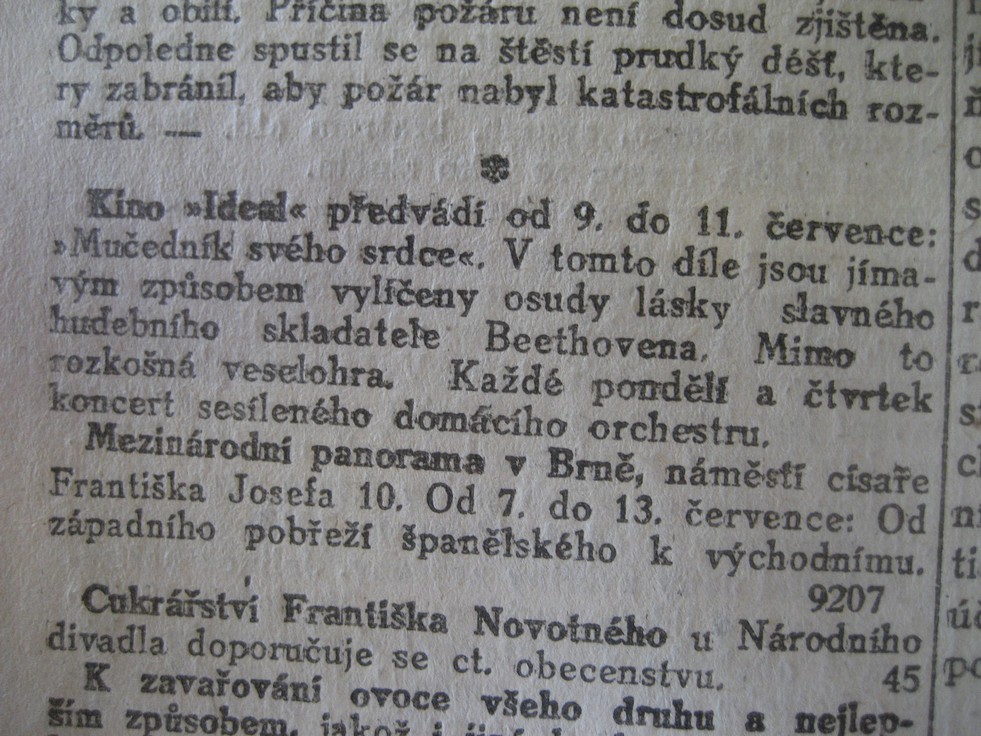 ky a obilí. Příčina požáru není dosud zjištěna.
Odpoledne spustil se na štěstí prudký déšť, kte-
ry zabránil, aby požár nabyl katastrofálních roz-
měrů. —
Kino »Ideal« předvádí od 9. do 11. července:
»Mučedník svého srdce«. V tomto díle jsou jíma-
vým způsobem vylíčeny osudy lásky slavného
hudebního skladatele Beethovena. Mimo to
rozkošná veselohra. Každé pondělí a čtvrtek
koncert sesíleného domácího orchestru.
Mezinárodní panorama v Brně, náměstí císaře
Františka Josefa 10. Od 7. do 13. července: Od
západního pobřeží španělského k východnímu.
9207
Cukrářství Františka Novotného u Národního
divadla doporučuje se ct. obecenstvu. 45
K zavařování ovoce všeho druhu a nejlep-
ším způsobem, jakož i